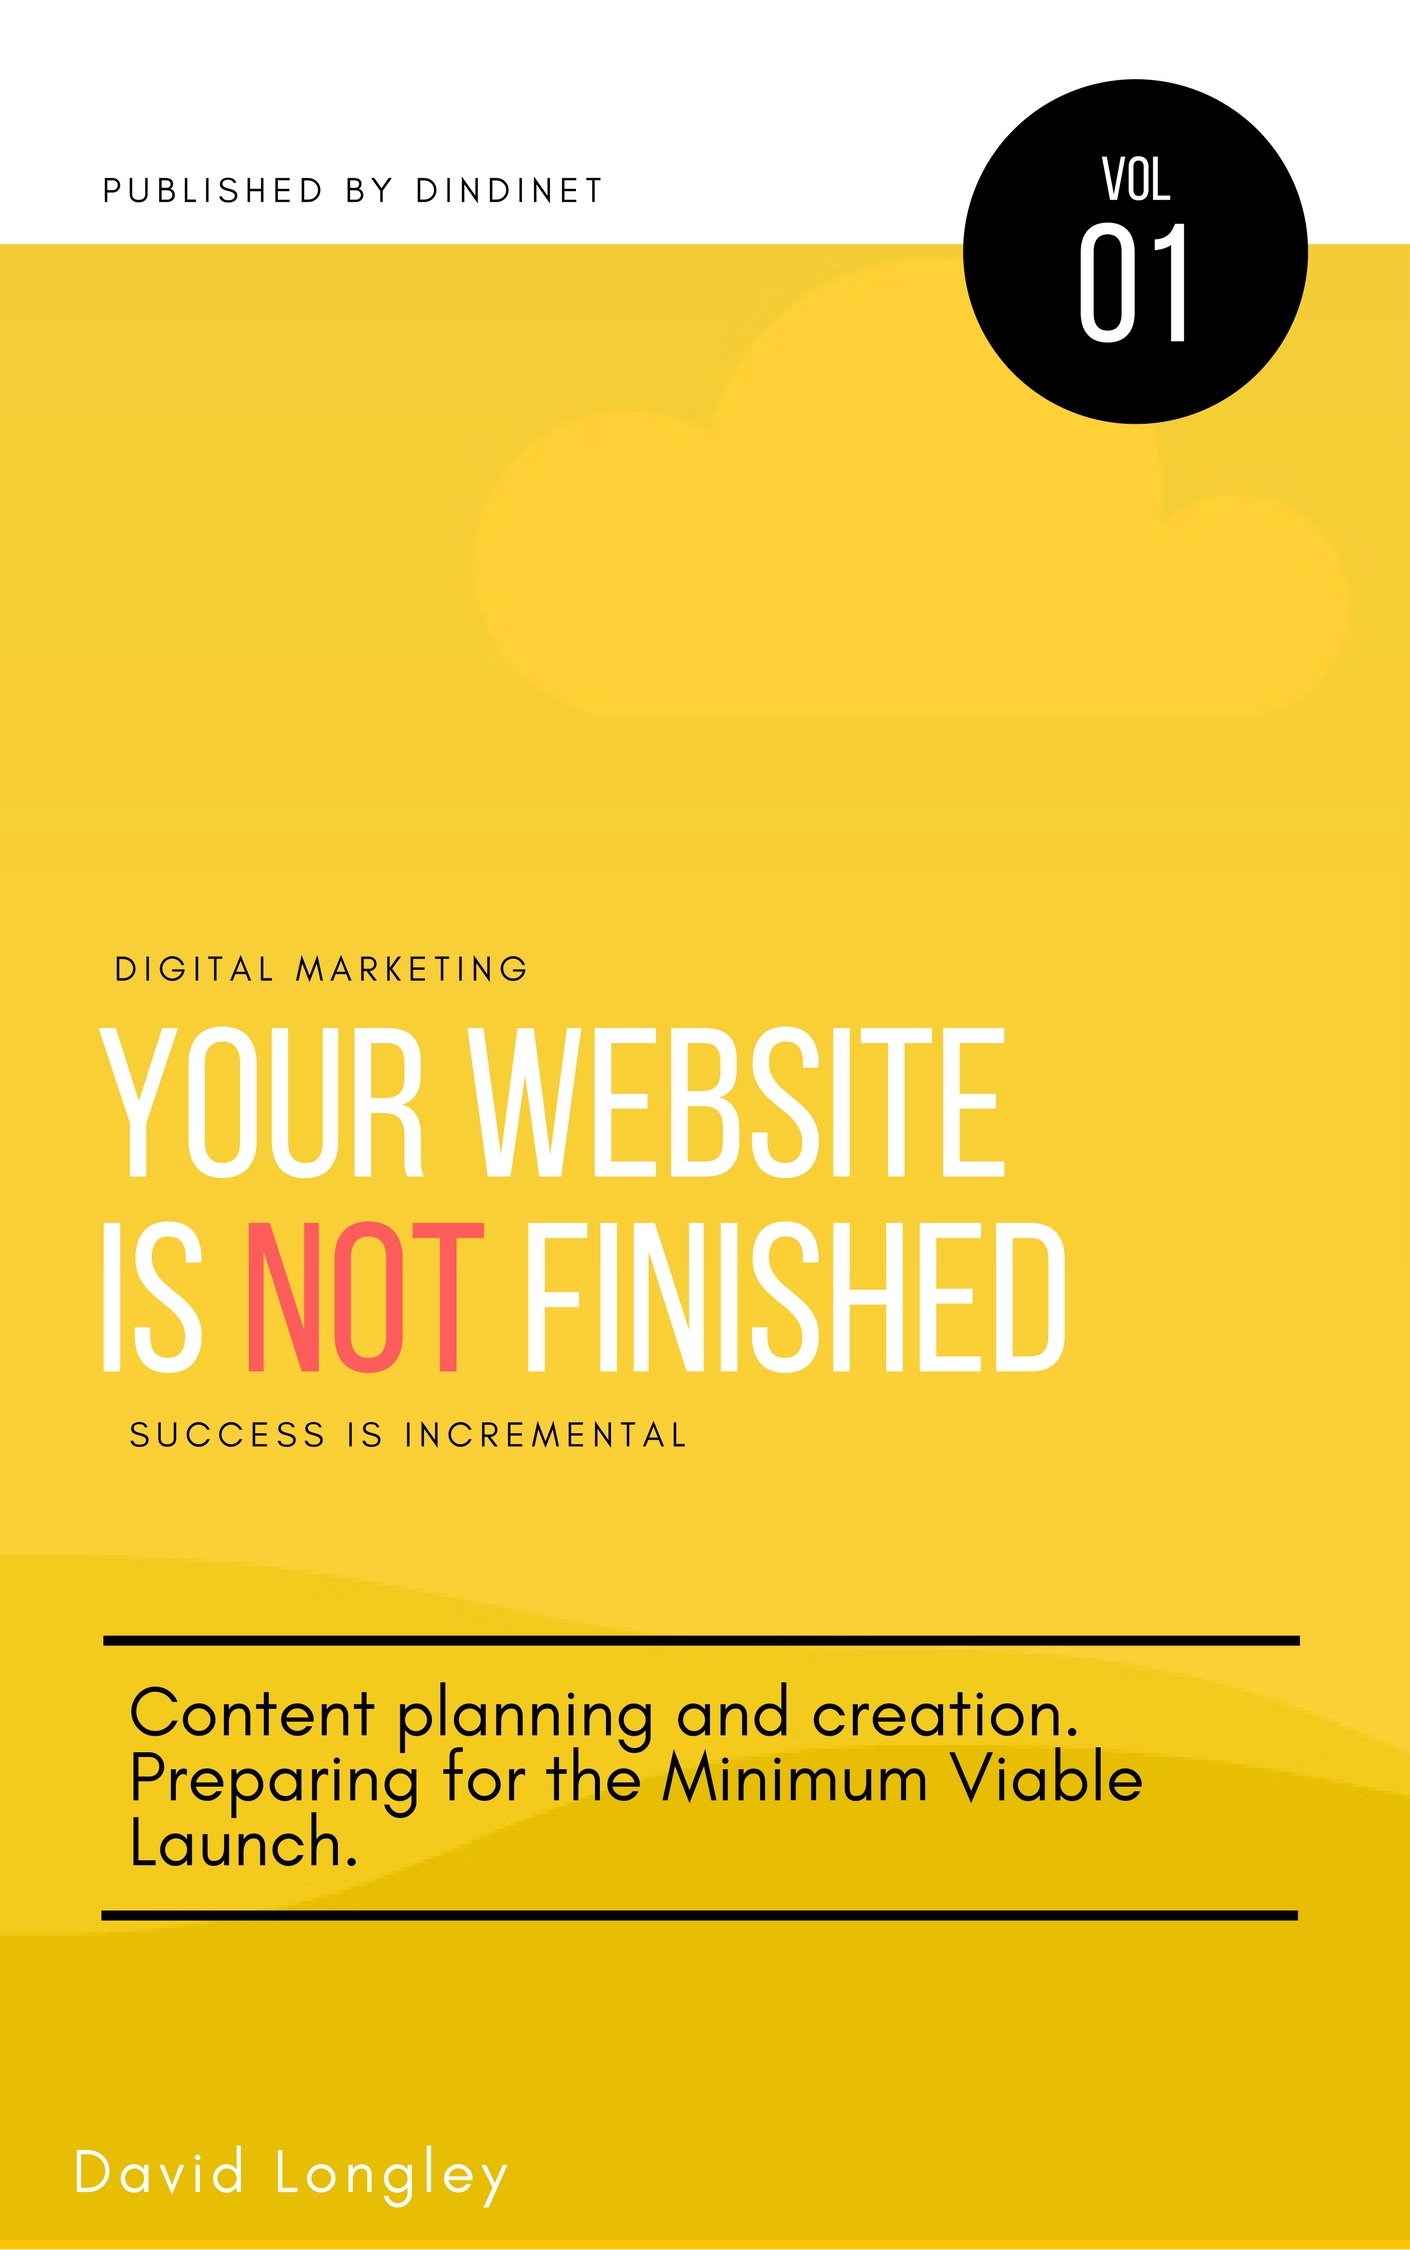 PUBLISHED BY DINDINET
VOL
01
DIGITAL MARKETING
YOUR WEBSITE
IS NOT FINISHED
SUCCESS IS INCREMENTAL
Content planning and creation.
Preparing for the Minimum Viable
Launch.
David Longley